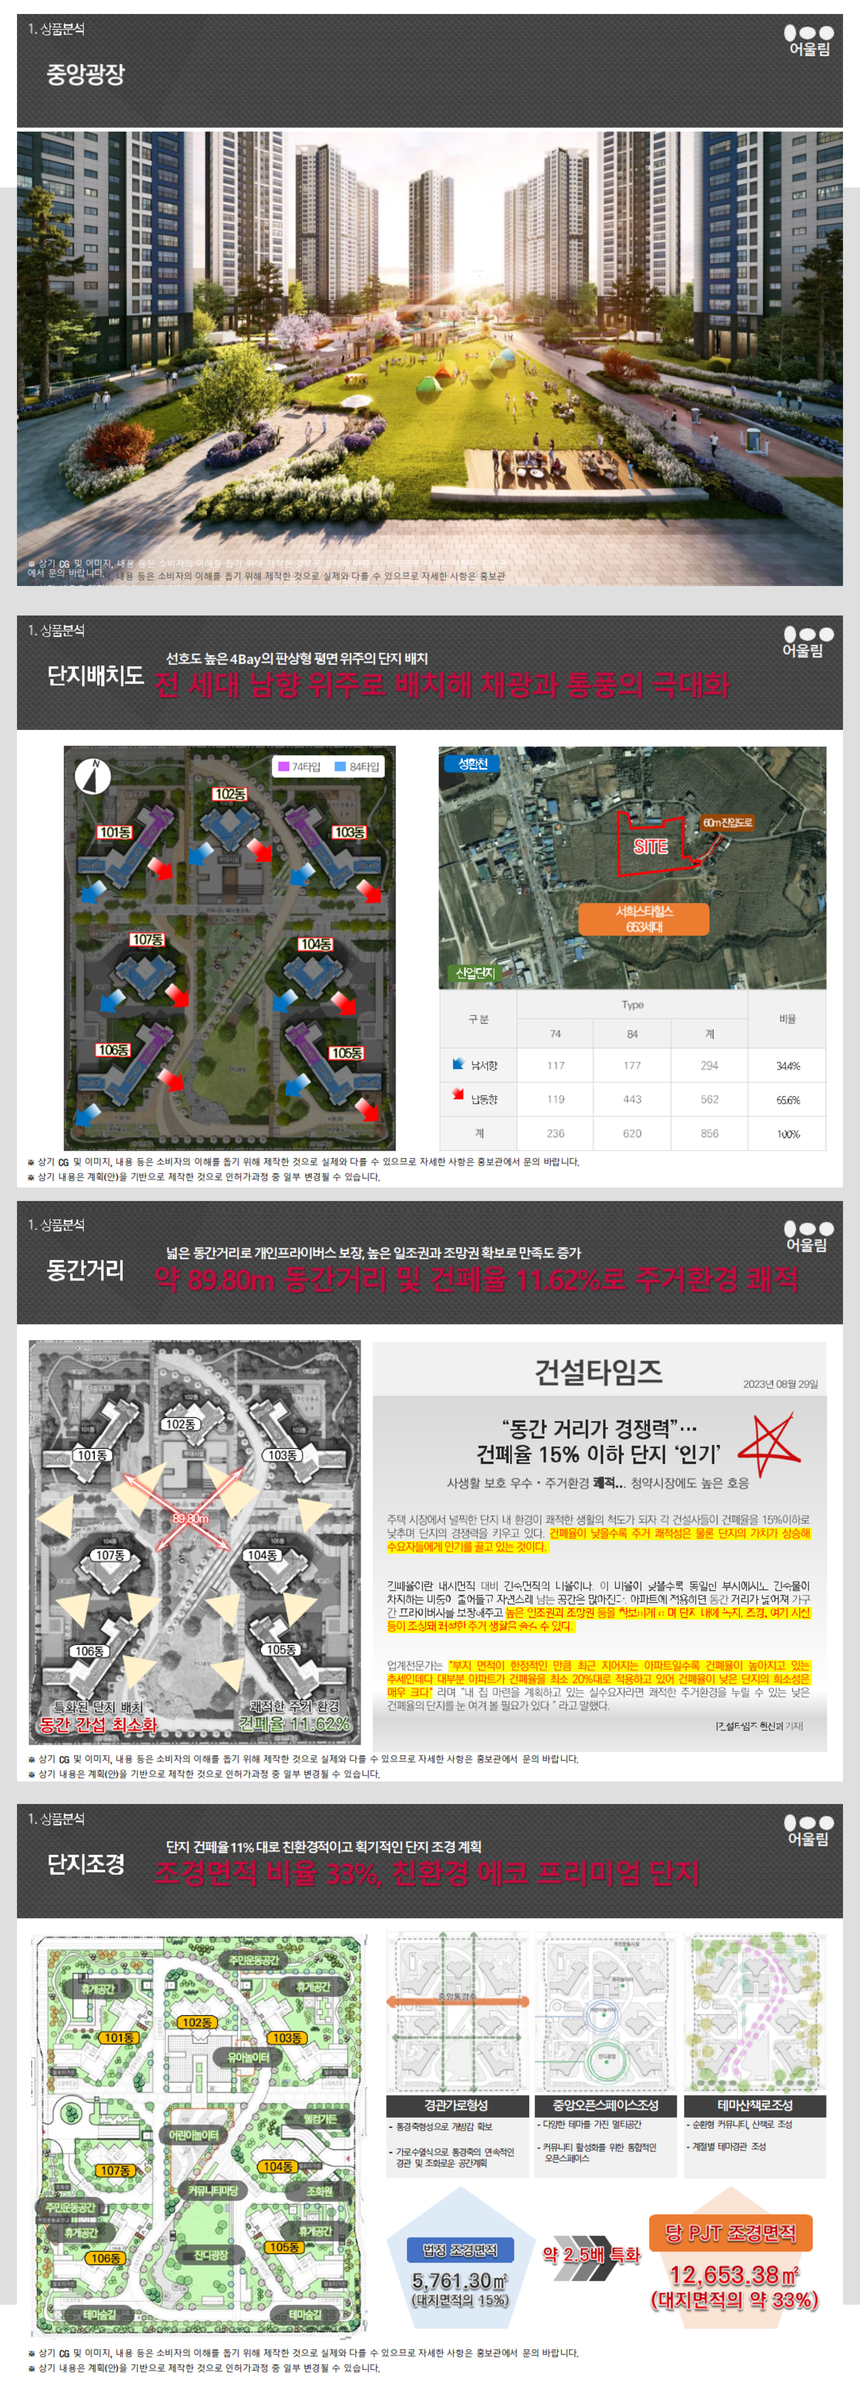 1. 상품분석
어울림
중앙광장
※ 상기 CG 및 이미지, 내용 등은 소비자의 이해를 돕기 위해 제작한 것으로 실제와 다를 수 있으므로 자세한 사항은 홍보관
에서 문의 바랍니다.
내용 등은 소비자의 이해를 돕기 위해 제작한 것으로 실제와 다를 수 있으므로 자세한 사항은 홍보관
1. 상품분석
어울림
단지배치도
선호도 높은 4Bay의 판상형 평면 위주의 단지 배치
전 세대 남향 위주로 배치해 채광과 통풍의 극대화
N
74타입
84타입
102동
101동
103동
부대시설
107동
104동
106동
105동
성환천
60m진입도로
SITE
서희스타힐스
653세대
산업단지
구분 Type 비율
74 84 계
남서향 117 177 294 34.4%
남동향 119 443 562 65.6%
계 236 620 856 100%
※ 상기 CG 및 이미지, 내용 등은 소비자의 이해를 돕기 위해 제작한 것으로 실제와 다를 수 있으므로 자세한 사항은 홍보관에서 문의 바랍니다.
※ 상기 내용은 계획(안)을 기반으로 제작한 것으로 인허가과정 중 일부 변경될 수 있습니다.
1. 상품분석
어울림
동간거리
넓은 동간거리로 개인프라이버스 보장, 높은 일조권과 조망권 확보로 만족도 증가
약 89.80m 동간거리 및 건폐율 11.62%로 주거환경 쾌적
102동
101동
103동
89.80m
107동
104동
106동
105동
특화된 단지 배치
동간 간섭 최소화
쾌적한 주거 환경
건폐율 11.62%
건설타임즈
2023년 08월 29일
“동간 거리가 경쟁력”…
건폐율 15% 이하 단지 ‘인기’
사생활 보호 우수・주거환경 쾌적… 청약시장에도 높은 호응
주택 시장에서 널찍한 단지 내 환경이 쾌적한 생활의 척도가 되자 각 건설사들이 건폐율을 15%이하로
낮추며 단지의 경쟁력을 키우고 있다. 건폐율이 낮을수록 주거 쾌적성은 물론 단지의 가치가 상승해
수요자들에게 인기를 끌고 있는 것이다.
건폐율이란 대지면적 대비 건축면적의 비율이다. 이 비율이 낮을수록 동일한 부지에서도 건축물이
차지하는 비중이 줄어들고 자연스레 남는 공간은 많아진다. 아파트에 적용하면 동간 거리가 넓어져 가구
간 프라이버시를 보장해주고 높은 일조권과 조망권 등을 확보하게 되며 단지 내에 녹지, 조경, 여가 시설
등이 조성돼 쾌적한 주거 생활을 할 수 있다.
업계전문가는 “부지 면적이 한정적인 만큼 최근 지어지는 아파트일수록 건폐율이 높아지고 있는
추세인데다 대부분 아파트가 건폐율을 최소 20%대로 적용하고 있어 건폐율이 낮은 단지의 희소성은
매우 크다” 라며 “내 집 마련을 계획하고 있는 실수요자라면 쾌적한 주거환경을 누릴 수 있는 낮은
건폐율의 단지를 눈 여겨 볼 필요가 있다 ” 라고 말했다.
※ 상기 CG 및 이미지, 내용 등은 소비자의 이해를 돕기 위해 제작한 것으로 실제와 다를 수 있으므로 자세한 사항은 홍보관에서 문의 바랍니다.
※ 상기 내용은 계획(안)을 기반으로 제작한 것으로 인허가과정 중 일부 변경될 수 있습니다.
1. 상품분석
어울림
단지조경
단지 건폐율 11% 대로 친환경적이고 획기적인 단지 조경 계획
조경면적 비율 33%, 친환경 에코 프리미엄 단지
주민운동공간
휴게공간
휴게공간
102동
101동
103동
유아놀이터
웰컴가든
어린이놀이터
107동
104동
커뮤니티마당
조화원
주민운동공간
휴게공간
휴게공간
106동
잔디광장
105동
테마숲길
테마숲길
중앙통경축
잔디광장
경관가로형성
- 통경축형성으로 개방감 확보
- 가로수열식으로 통경축의 연속적인
경관 및 조화로운 공간계획
중앙오픈스페이스조성
- 다양한 테마를 가진 멀티공간
- 커뮤니티 활성화를 위한 통합적인
오픈스페이스
테마산책로조성
- 순환형 커뮤니티, 산책로 조성
- 계절별 테마경관 조성
법정 조경면적
5,761.30㎡
(대지면적의 15%)
약 2.5배 특화
당 PJT 조경면적
12,653.38㎡
(대지면적의 약 33%)
※ 상기 CG 및 이미지, 내용 등은 소비자의 이해를 돕기 위해 제작한 것으로 실제와 다를 수 있으므로 자세한 사항은 홍보관에서 문의 바랍니다.
※ 상기 내용은 계획(안)을 기반으로 제작한 것으로 인허가과정 중 일부 변경될 수 있습니다.